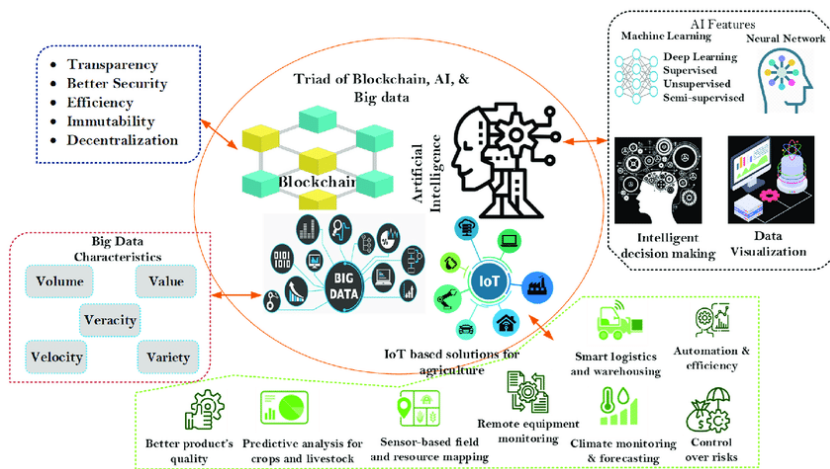 Transparency
Better Security
Efficiency
Immutability
Decentralization
Triad of Blockchain, AI, &
Big data
Blockchain
Artificial
Intelligence
AI Features
Machine Learning
Neural Network
Deep Learning
Supervised
Unsupervised
Semi-supervised
Intelligent
decision making
Data
Visualization
Big Data
Characteristics
Volume
Value
Veracity
Velocity
Variety
0101
1010
BIG
DATA
IoT
IoT based solutions for
agriculture
Smart logistics
and warehousing
Automation &
efficiency
Better product's
quality
Predictive analysis for
crops and livestock
Sensor-based field
and resource mapping
Remote equipment
monitoring
Climate monitoring
& forecasting
Control
over risks